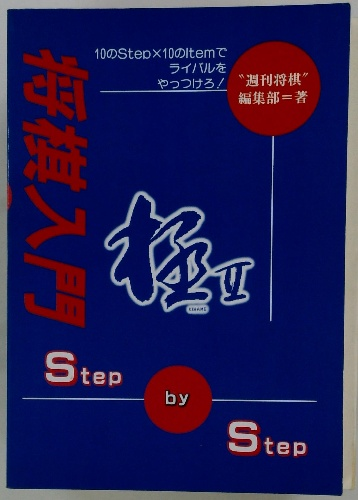 10のStep×10のItemで
ライバルを
やっつけろ!
"週刊将棋"
編集部=著
将棋入門
極Ⅱ
KIWAME
Step
by
Step